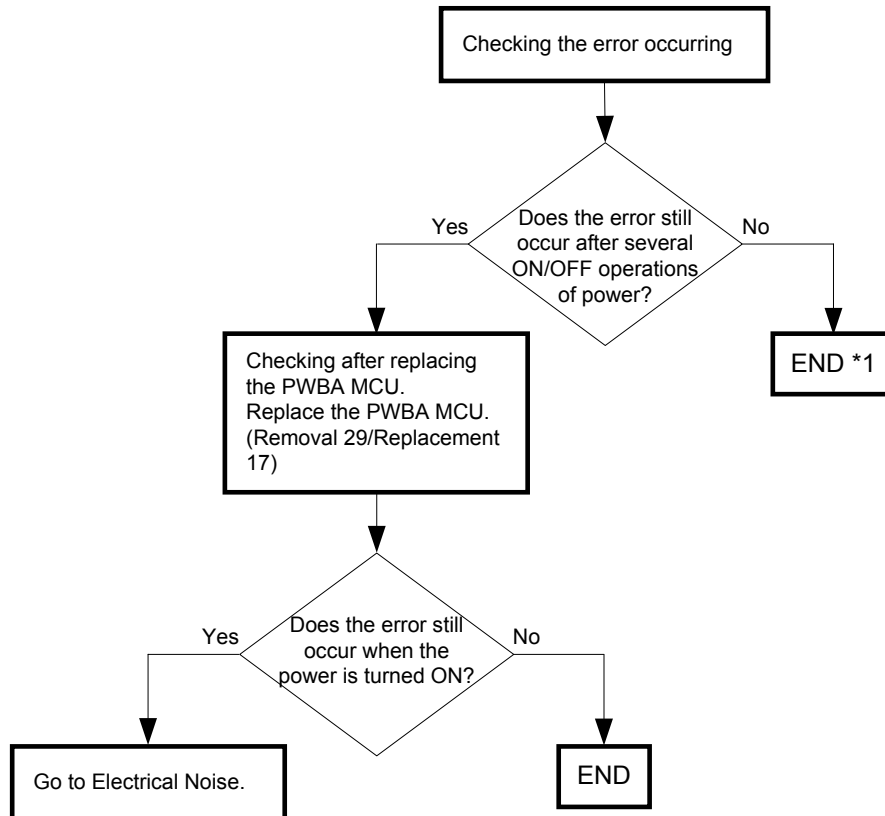 Checking the error occurring
Does the error still
occur after several
ON/OFF operations
of power?
Yes
No
Checking after replacing
the PWBA MCU.
Replace the PWBA MCU.
(Removal 29/Replacement
17)
END *1
Does the error still
occur when the
power is turned ON?
Yes
No
Go to Electrical Noise.
END